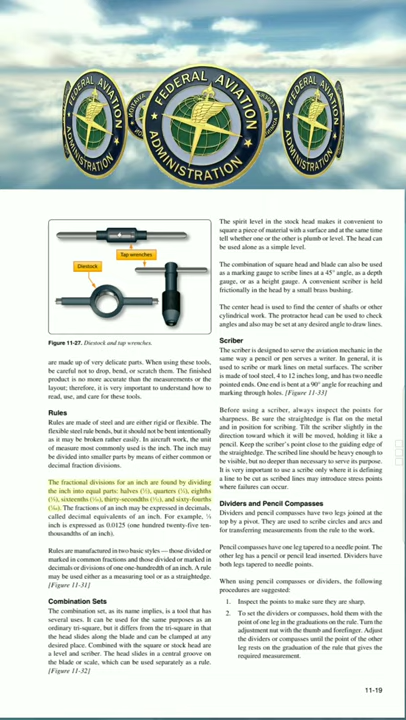 FEDERAL AVIATION
ADMINISTRATION
FEDERAL AVIATION
ADMINISTRATION
FEDERAL AVIATION
ADMINISTRATION
Tap wrenches
Diestock
Figure 11-27. Diestock and tap wrenches.
are made up of very delicate parts. When using these tools,
be careful not to drop, bend, or scratch them. The finished
product is no more accurate than the measurements or the
layout; therefore, it is very important to understand how to
read, use, and care for these tools.
Rules
Rules are made of steel and are either rigid or flexible. The
flexible steel rule bends, but it should not be bent intentionally
as it may be broken rather easily. In aircraft work, the unit
of measure most commonly used is the inch. The inch may
be divided into smaller parts by means of either common or
decimal fraction divisions.
The fractional divisions for an inch are found by dividing
the inch into equal parts: halves (½), quarters (¼), eighths
(⅛), sixteenths (1⁄16), thirty-secondths (1⁄32), and sixty-fourths
(1⁄64). The fractions of an inch may be expressed in decimals,
called decimal equivalents of an inch. For example, ⅛
inch is expressed as 0.0125 (one hundred twenty-five ten-
thousandths of an inch).
Rules are manufactured in two basic styles — those divided or
marked in common fractions and those divided or marked in
decimals or divisions of one one-hundredth of an inch. A rule
may be used either as a measuring tool or as a straightedge.
[Figure 11-31]
Combination Sets
The combination set, as its name implies, is a tool that has
several uses. It can be used for the same purposes as an
ordinary tri-square, but it differs from the tri-square in that
the head slides along the blade and can be clamped at any
desired place. Combined with the square or stock head are
a level and scriber. The head slides in a central groove on
the blade or scale, which can be used separately as a rule.
[Figure 11-32]
The spirit level in the stock head makes it convenient to
square a piece of material with a surface and at the same time
tell whether one or the other is plumb or level. The head can
be used alone as a simple level.
The combination of square head and blade can also be used
as a marking gauge to scribe lines at a 45° angle, as a depth
gauge, or as a height gauge. A convenient scriber is held
frictionally in the head by a small brass bushing.
The center head is used to find the center of shafts or other
cylindrical work. The protractor head can be used to check
angles and also may be set at any desired angle to draw lines.
Scriber
The scriber is designed to serve the aviation mechanic in the
same way a pencil or pen serves a writer. In general, it is
used to scribe or mark lines on metal surfaces. The scriber
is made of tool steel, 4 to 12 inches long, and has two needle
pointed ends. One end is bent at a 90° angle for reaching and
marking through holes. [Figure 11-33]
Before using a scriber, always inspect the points for
sharpness. Be sure the straightedge is flat on the metal
and in position for scribing. Tilt the scriber slightly in the
direction toward which it will be moved, holding it like a
pencil. Keep the scriber's point close to the guiding edge of
the straightedge. The scribed line should be heavy enough to
be visible, but no deeper than necessary to serve its purpose.
It is very important to use a scribe only where it is defining
a line to be cut as scribed lines may introduce stress points
where failures can occur.
Dividers and Pencil Compasses
Dividers and pencil compasses have two legs joined at the
top by a pivot. They are used to scribe circles and arcs and
for transferring measurements from the rule to the work.
Pencil compasses have one leg tapered to a needle point. The
other leg has a pencil or pencil lead inserted. Dividers have
both legs tapered to needle points.
When using pencil compasses or dividers, the following
procedures are suggested:
1. Inspect the points to make sure they are sharp.
2. To set the dividers or compasses, hold them with the
point of one leg in the graduations on the rule. Turn the
adjustment nut with the thumb and forefinger. Adjust
the dividers or compasses until the point of the other
leg rests on the graduation of the rule that gives the
required measurement.
11-19